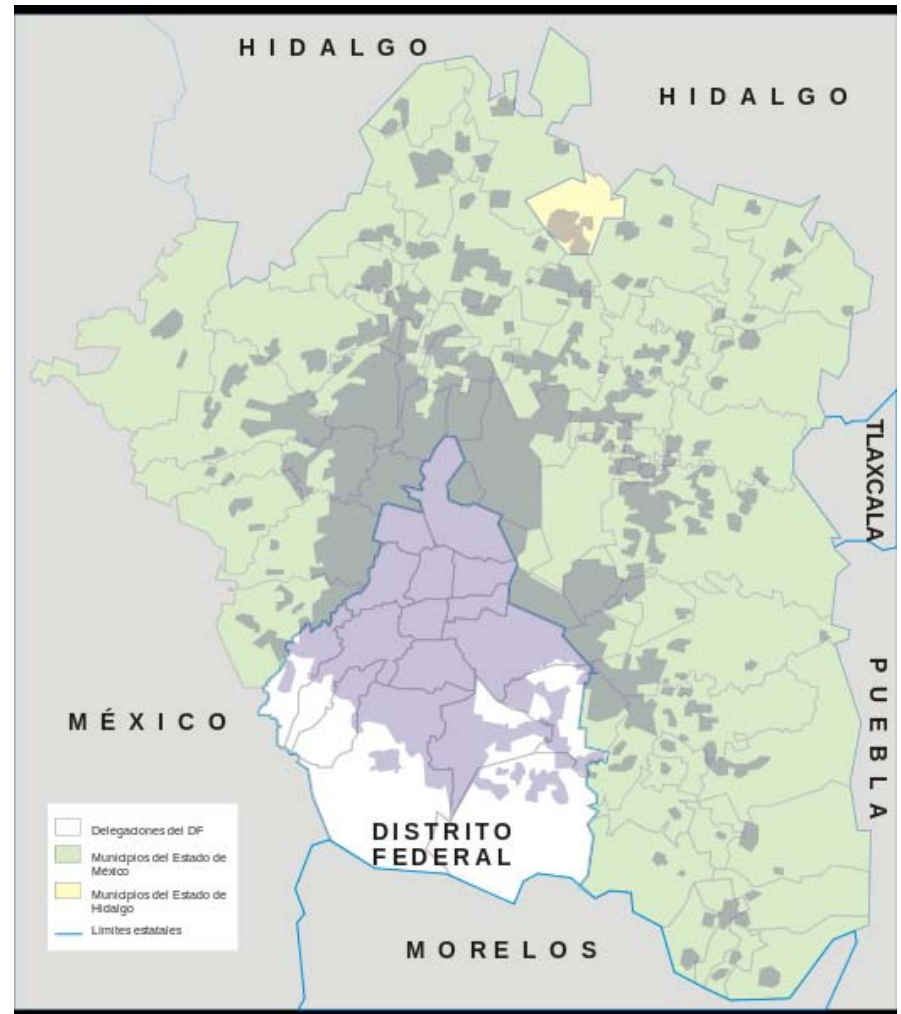 HIDALGO
HIDALGO
TLAXCALA
PUEBLA
MÉXICO
DISTRITO
FEDERAL
MORELOS
Delegaciones del DF
Municipios del Estado de
México
Municipios del Estado de
Hidalgo
Límites estatales